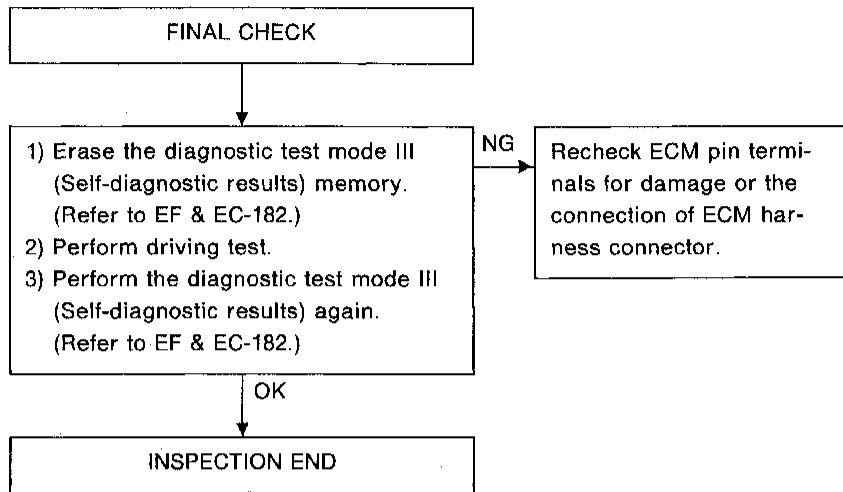 FINAL CHECK
1) Erase the diagnostic test mode III
(Self-diagnostic results) memory.
(Refer to EF & EC-182.)
2) Perform driving test.
3) Perform the diagnostic test mode III
(Self-diagnostic results) again.
(Refer to EF & EC-182.)
NG
Recheck ECM pin termi-
nals for damage or the
connection of ECM har-
ness connector.
OK
INSPECTION END